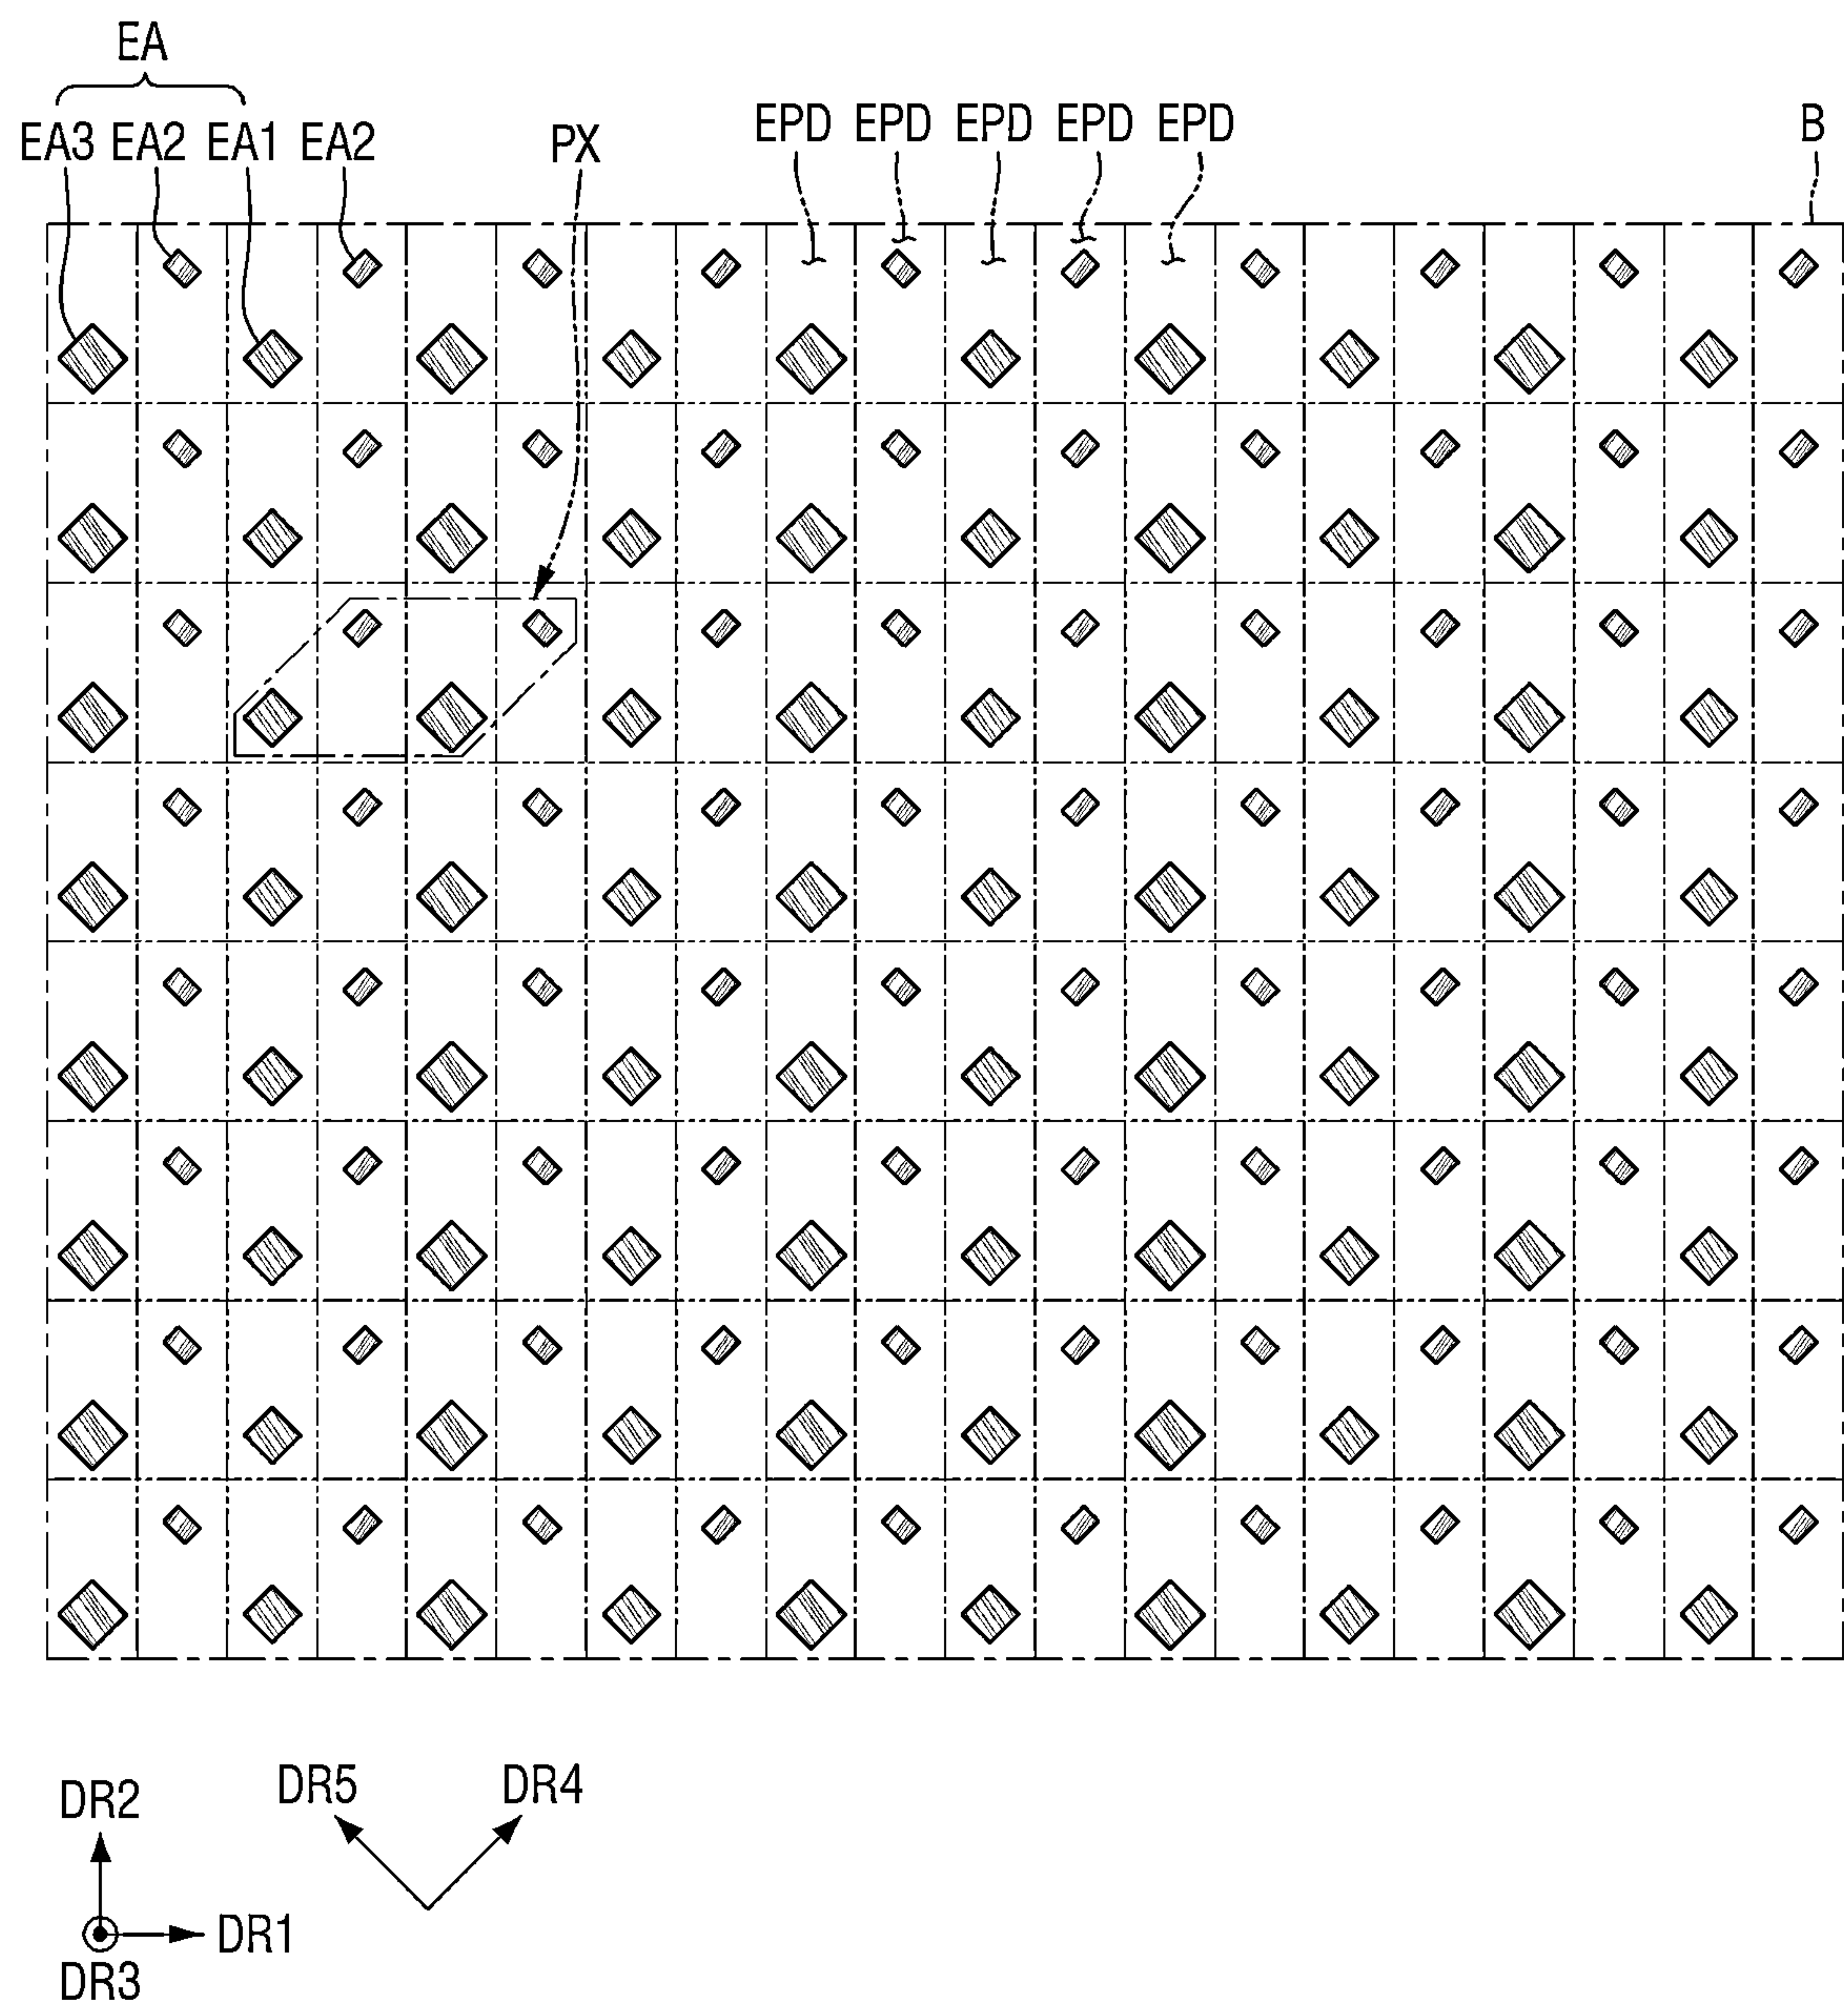 EA
EA3 EA2 EA1 EA2 PX EPD EPD EPD EPD EPD B
DR2 DR5 DR4
DR1
DR3